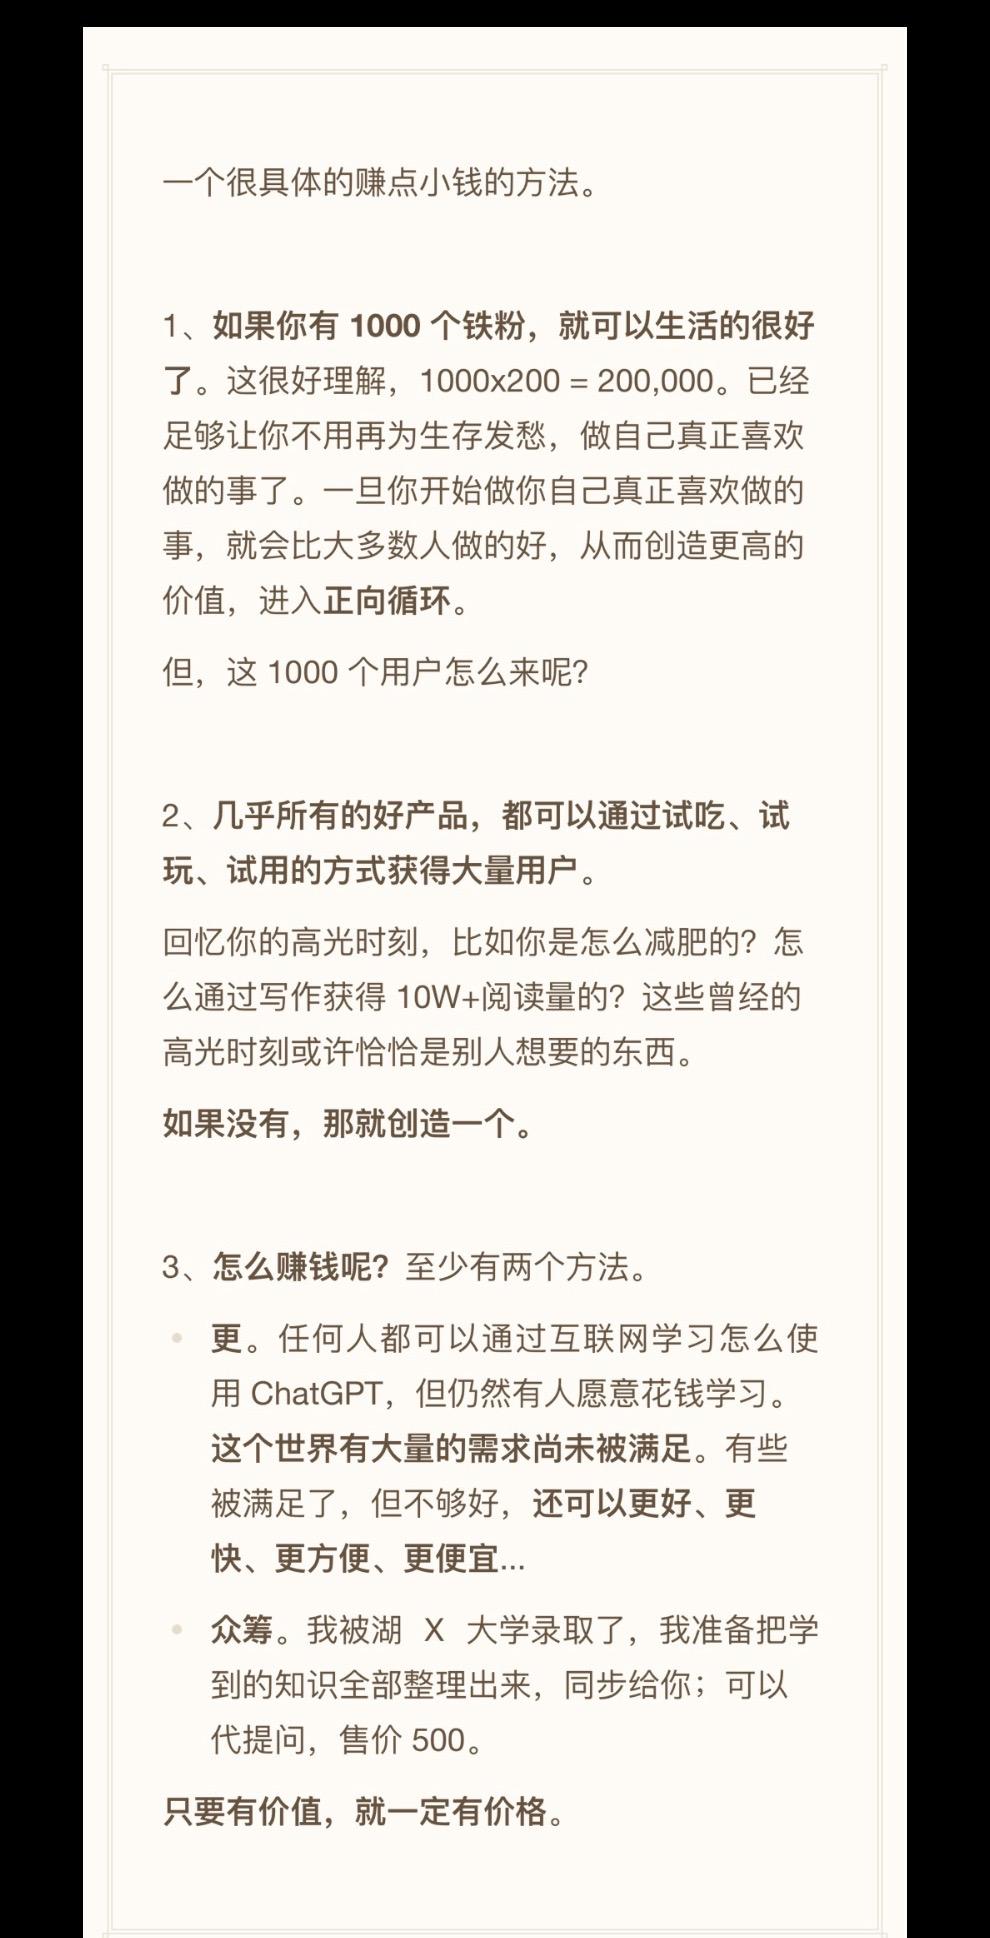 一个很具体的赚点小钱的方法。
1、如果你有 1000 个铁粉，就可以生活的很好
了。这很好理解，1000x200 = 200,000。已经
足够让你不用再为生存发愁，做自己真正喜欢
做的事了。一旦你开始做你自己真正喜欢做的
事，就会比大多数人做的好，从而创造更高的
价值，进入正向循环。
但，这 1000 个用户怎么来呢？
2、几乎所有的好产品，都可以通过试吃、试
玩、试用的方式获得大量用户。
回忆你的高光时刻，比如你是怎么减肥的？怎
么通过写作获得 10W+阅读量的？这些曾经的
高光时刻或许恰恰是别人想要的东西。
如果没有，那就创造一个。
3、怎么赚钱呢？至少有两个方法。
• 更。任何人都可以通过互联网学习怎么使
用 ChatGPT，但仍然有人愿意花钱学习。
这个世界有大量的需求尚未被满足。有些
被满足了，但不够好，还可以更好、更
快、更方便、更便宜...
• 众筹。我被湖 X 大学录取了，我准备把学
到的知识全部整理出来，同步给你；可以
代提问，售价 500。
只要有价值，就一定有价格。